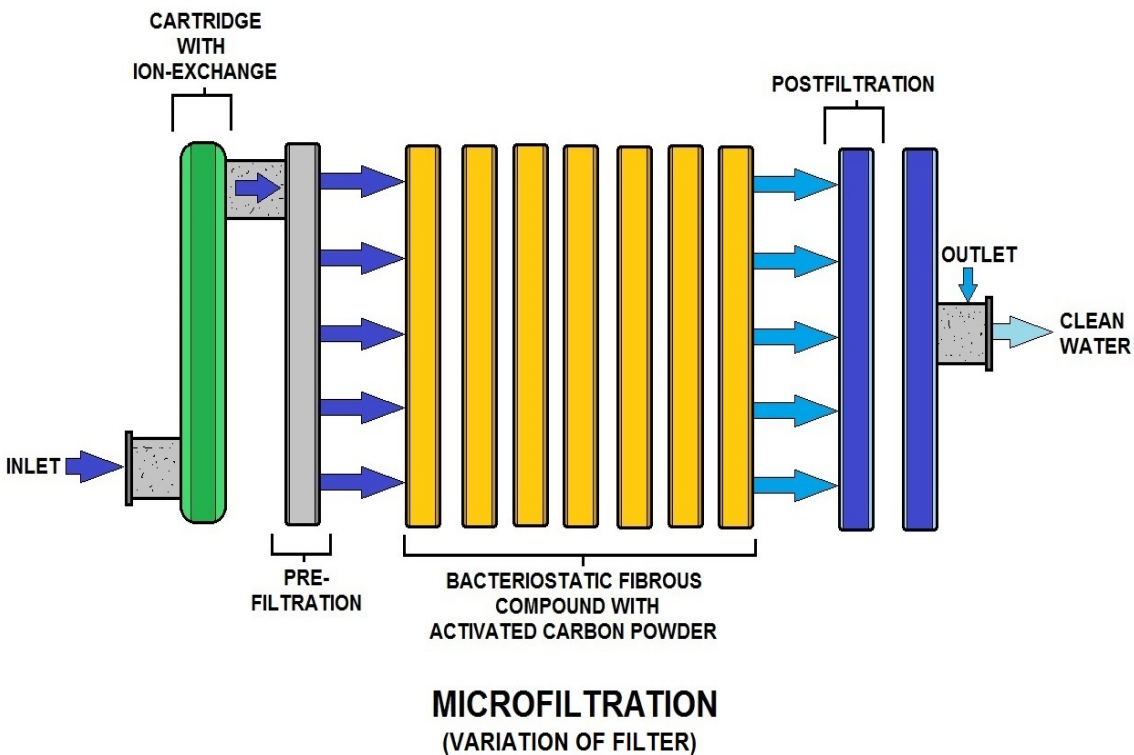 CARTRIDGE
WITH
ION-EXCHANGE
POSTFILTRATION
OUTLET
CLEAN
WATER
INLET
PRE-
FILTRATION
BACTERIOSTATIC FIBROUS
COMPOUND WITH
ACTIVATED CARBON POWDER
MICROFILTRATION
(VARIATION OF FILTER)